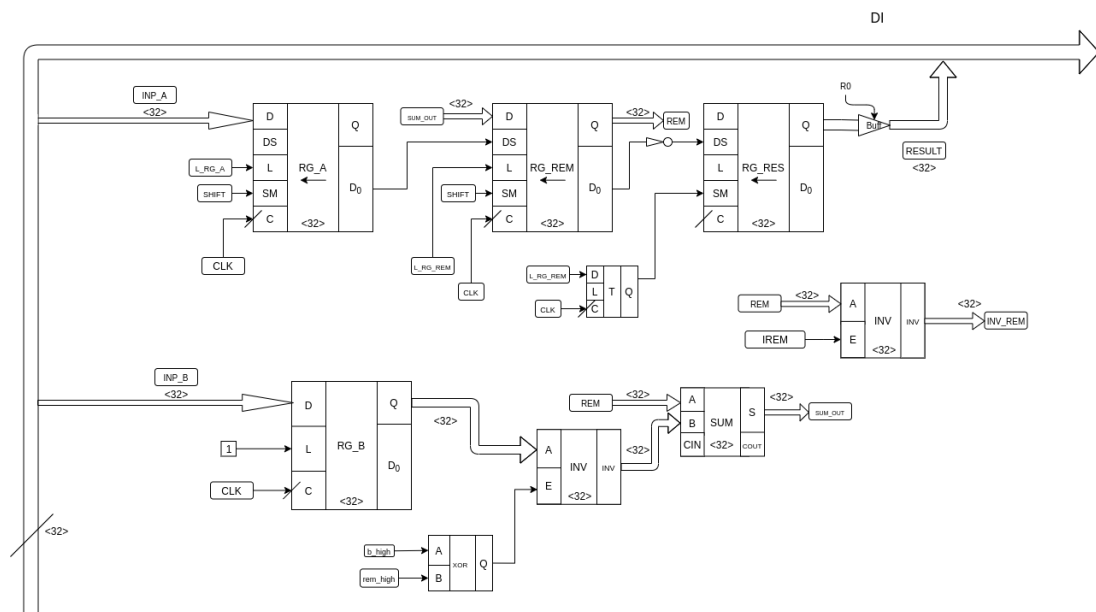 DI
INP_A
<32>
L_RG_A
SHIFT
CLK
D
DS
L
SM
C
RG_A
<32>
Q
D0
SUM_OUT
<32>
L_RG_REM
SHIFT
CLK
D
DS
L
SM
C
RG_REM
<32>
Q
D0
<32>
REM
D
DS
L
SM
C
RG_RES
<32>
Q
D0
R0
Buff
RESULT
<32>
L_RG_REM
CLK
D
L
C
T
Q
REM
<32>
IREM
A
E
INV
<32>
INV
<32>
INV_REM
INP_B
<32>
1
CLK
D
L
C
RG_B
<32>
Q
D0
<32>
A
E
INV
<32>
INV
<32>
REM
<32>
A
B
CIN
SUM
<32>
S
COUT
<32>
SUM_OUT
b_high
rem_high
A
B
XOR
Q
<32>